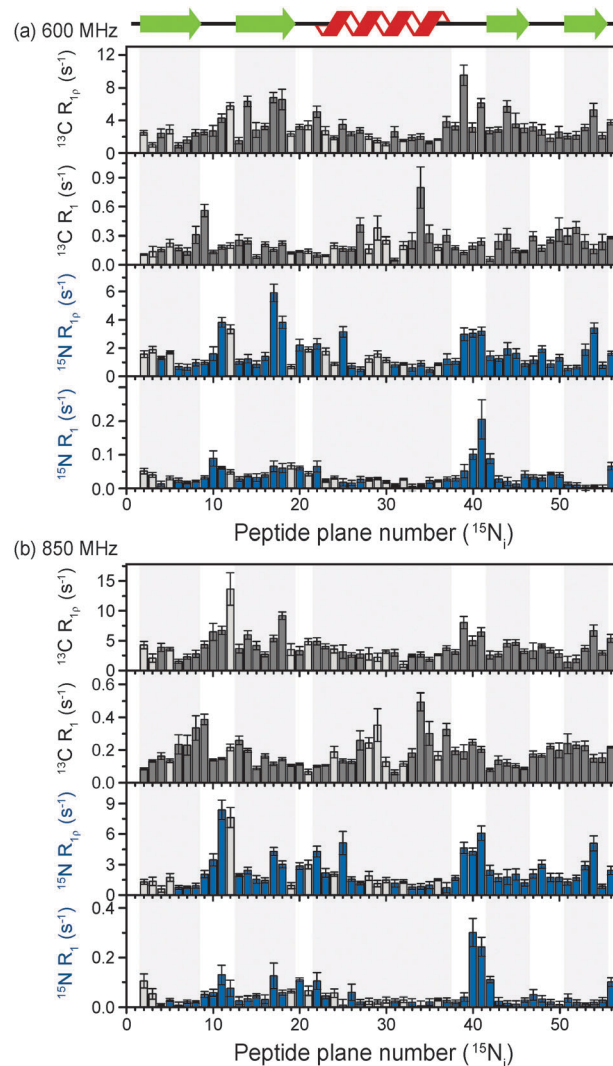 (a) 600 MHz
¹³C R₁ρ (s⁻¹)
12
8
4
0
¹³C R₁ (s⁻¹)
0.9
0.6
0.3
0.0
¹⁵N R₁ρ (s⁻¹)
6
4
2
0
¹⁵N R₁ (s⁻¹)
0.2
0.1
0.0
0 10 20 30 40 50
Peptide plane number (¹⁵Nᵢ)
(b) 850 MHz
¹³C R₁ρ (s⁻¹)
15
10
5
0
¹³C R₁ (s⁻¹)
0.6
0.4
0.2
0.0
¹⁵N R₁ρ (s⁻¹)
9
6
3
0
¹⁵N R₁ (s⁻¹)
0.4
0.2
0.0
0 10 20 30 40 50
Peptide plane number (¹⁵Nᵢ)